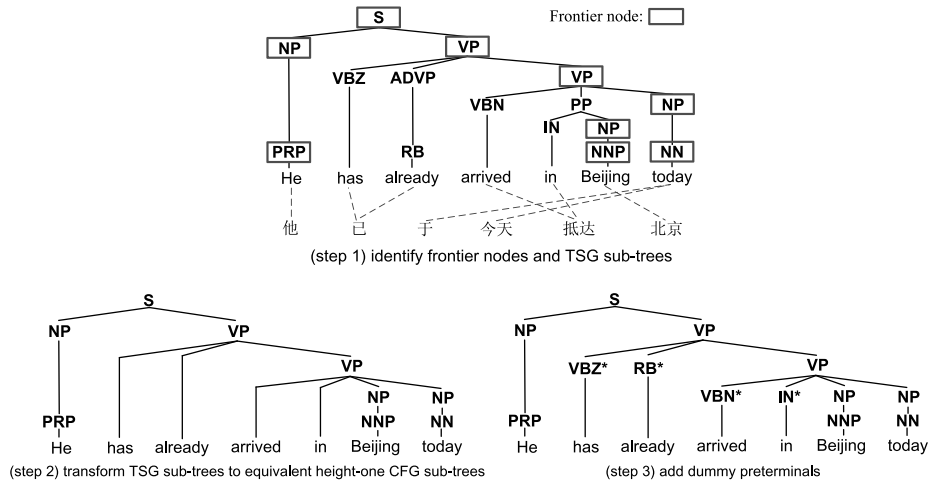 S Frontier node:
NP VP
VBZ ADVP VP
VBN PP NP
IN NP
PRP RB NNP NN
He has already arrived in Beijing today
他 已 于 今天 抵达 北京
(step 1) identify frontier nodes and TSG sub-trees
S
NP VP
VP
NP NP
PRP NNP NN
He has already arrived in Beijing today
(step 2) transform TSG sub-trees to equivalent height-one CFG sub-trees
S
NP VP
VBZ* RB* VP
VBN* IN* NP NP
PRP NNP NN
He has already arrived in Beijing today
(step 3) add dummy preterminals